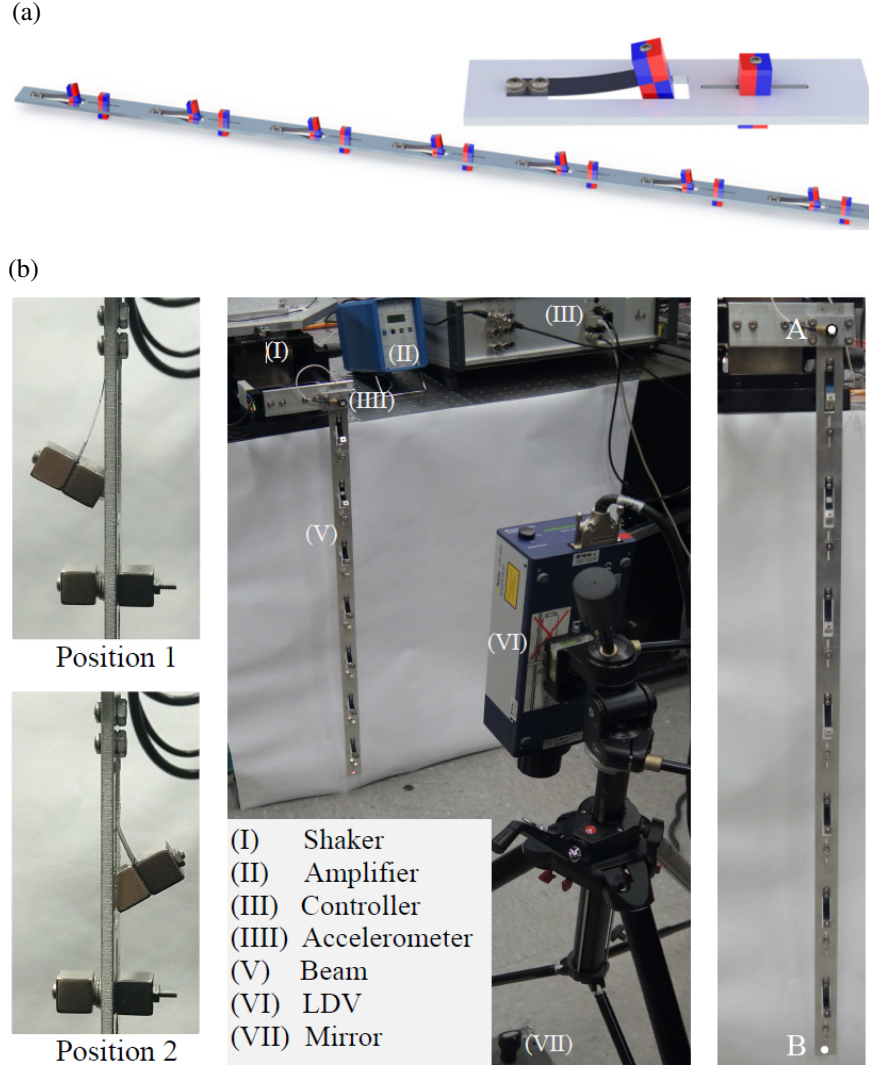 (a)
(b)
Position 1
Position 2
(I)
(II)
(III)
(IIII)
(V)
(VI)
(VII)
(I) Shaker
(II) Amplifier
(III) Controller
(IIII) Accelerometer
(V) Beam
(VI) LDV
(VII) Mirror
A
B